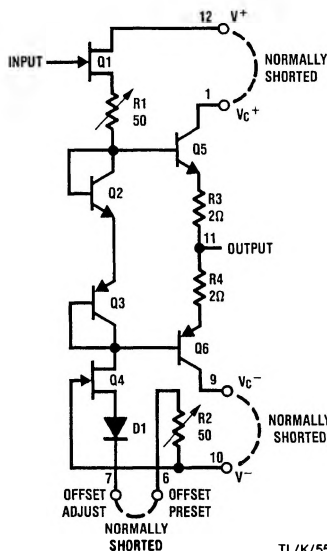 12 V+
NORMALLY
SHORTED
INPUT
Q1
1
VC+
R1
50
Q5
Q2
R3
2Ω
11
OUTPUT
R4
2Ω
Q3
Q6
9
VC-
Q4
R2
50
NORMALLY
SHORTED
D1
10
V-
7
6
OFFSET
ADJUST
OFFSET
PRESET
NORMALLY
SHORTED